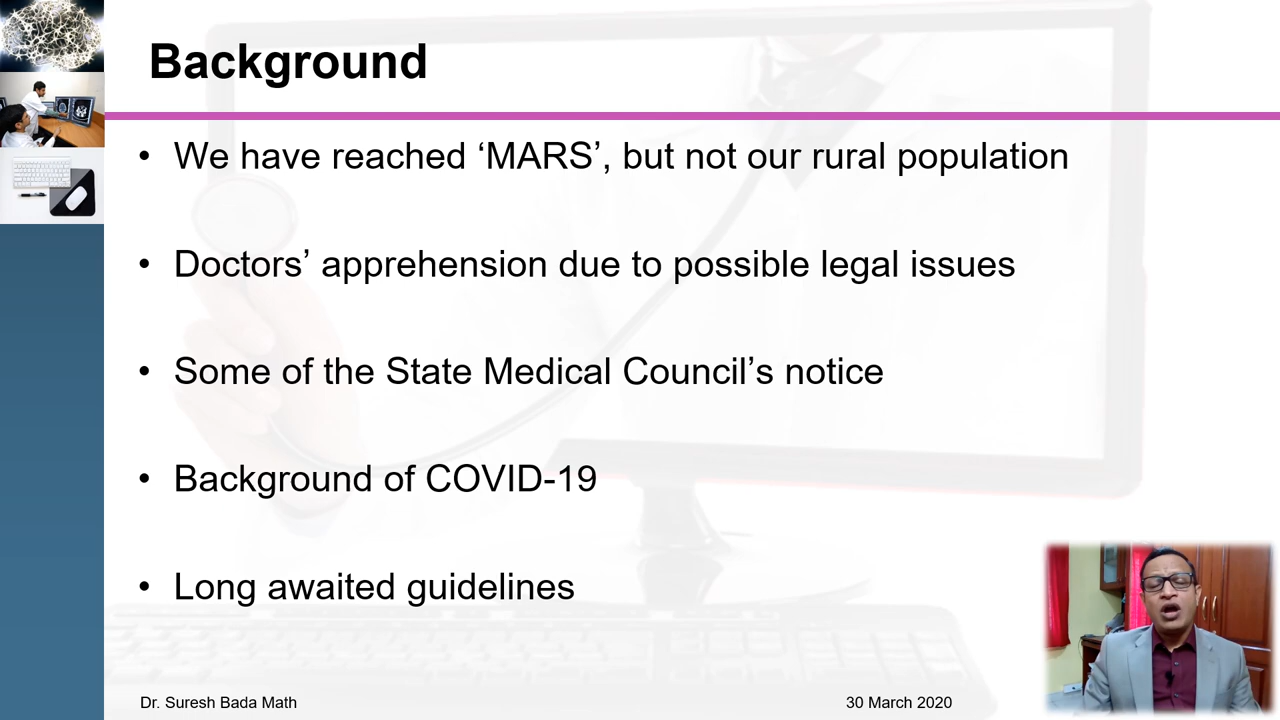 Background
• We have reached ‘MARS’, but not our rural population
• Doctors’ apprehension due to possible legal issues
• Some of the State Medical Council’s notice
• Background of COVID-19
• Long awaited guidelines
Dr. Suresh Bada Math
30 March 2020